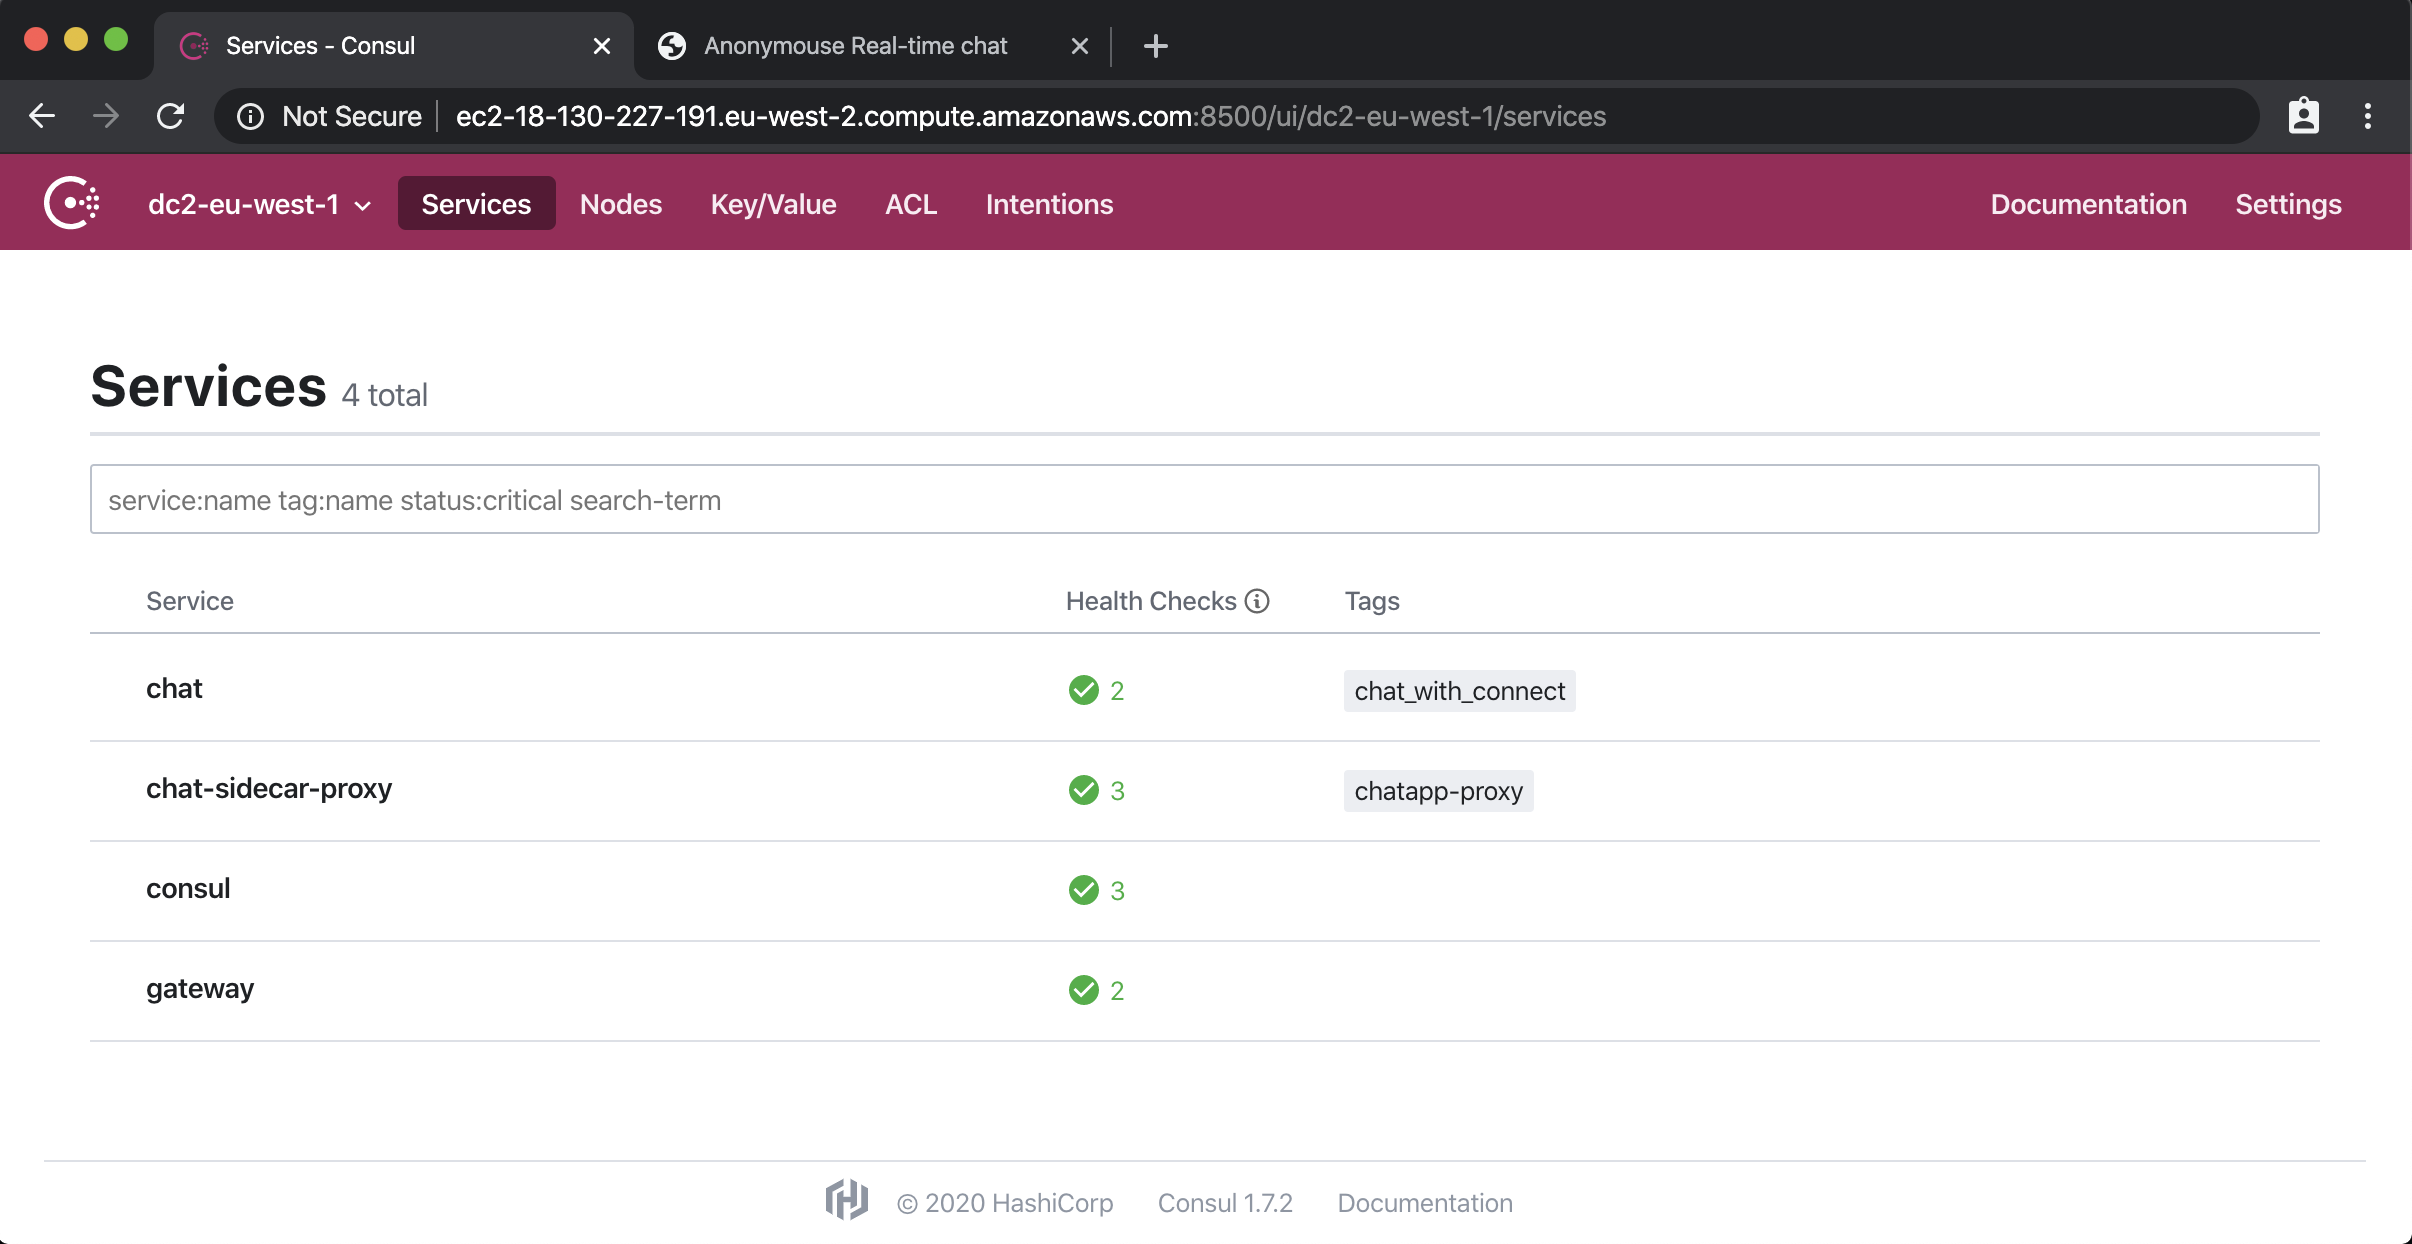 Services - Consul
Anonymouse Real-time chat
Not Secure ec2-18-130-227-191.eu-west-2.compute.amazonaws.com:8500/ui/dc2-eu-west-1/services
dc2-eu-west-1 Services Nodes Key/Value ACL Intentions Documentation Settings
Services 4 total
service:name tag:name status:critical search-term
Service Health Checks Tags
chat 2 chat_with_connect
chat-sidecar-proxy 3 chatapp-proxy
consul 3
gateway 2
© 2020 HashiCorp Consul 1.7.2 Documentation